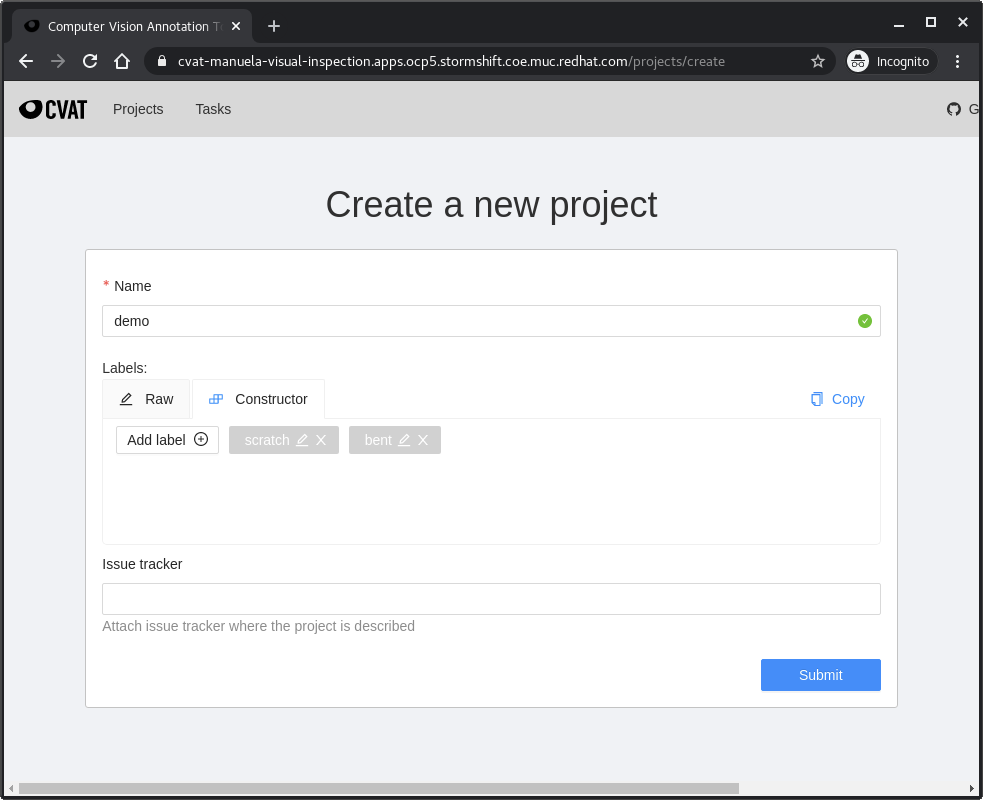 Computer Vision Annotation T
cvat-manuela-visual-inspection.apps.ocp5.stormshift.coe.muc.redhat.com/projects/create
Incognito
CVAT
Projects
Tasks
G
Create a new project
* Name
demo
Labels:
Raw
Constructor
Copy
Add label
scratch
bent
Issue tracker
Attach issue tracker where the project is described
Submit